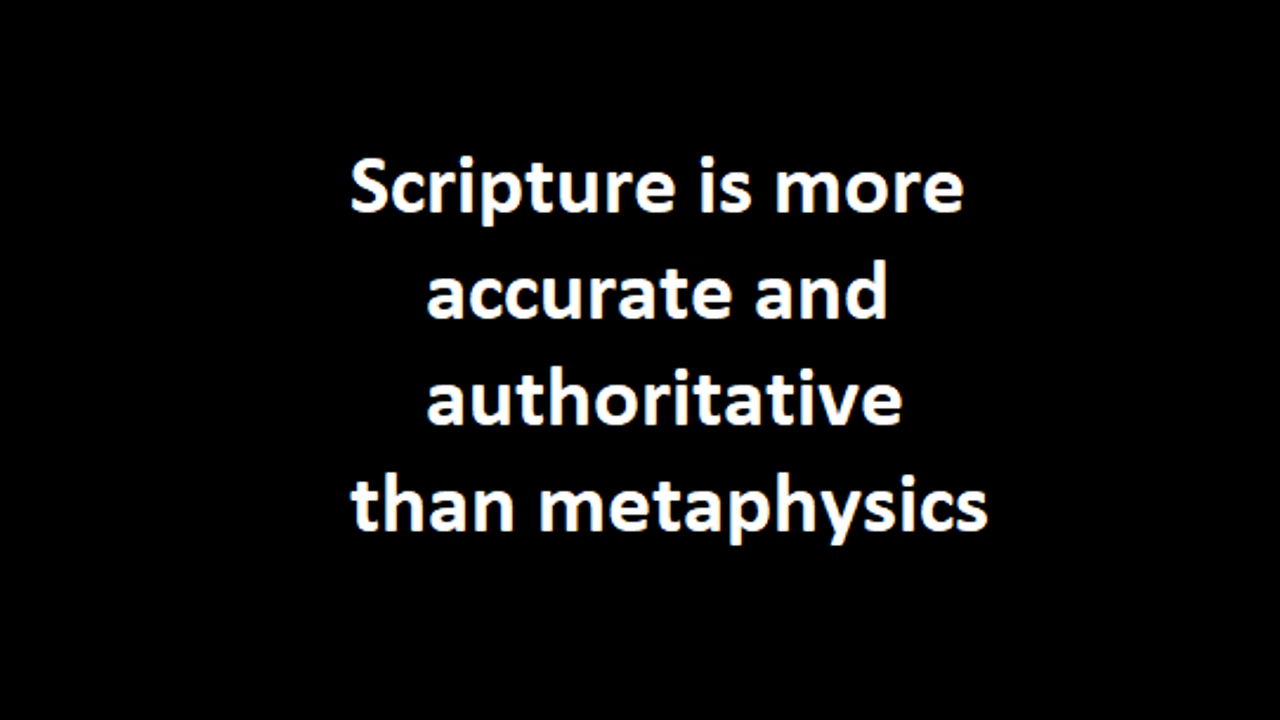 Scripture is more
accurate and
authoritative
than metaphysics